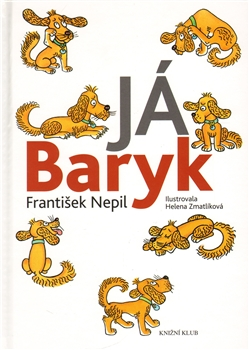 JÁ
Baryk
František Nepil
Ilustrovala
Helena Zmatlíková
KNIŽNÍ KLUB